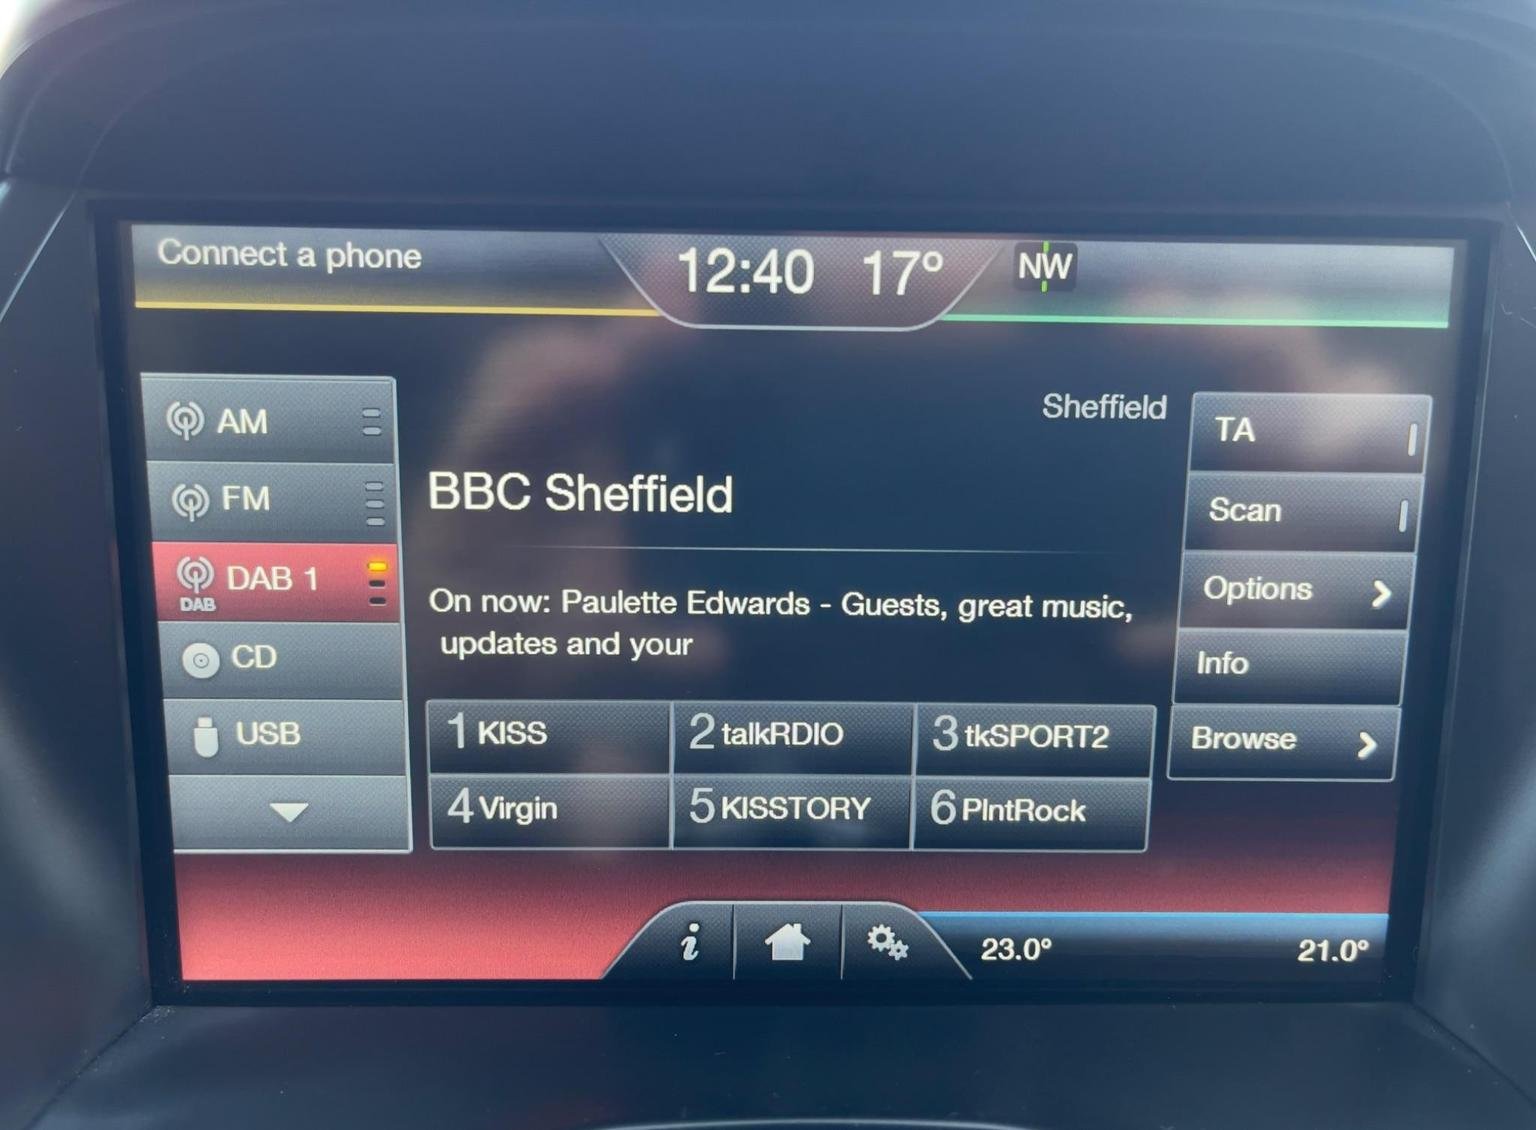 Connect a phone
12:40 17° NW
AM
FM
DAB 1
DAB
CD
USB
Sheffield
BBC Sheffield
On now: Paulette Edwards - Guests, great music,
updates and your
1 KISS
2 talkRDIO
3 tkSPORT2
4 Virgin
5 KISSTORY
6 PlntRock
TA
Scan
Options
Info
Browse
i
23.0° 21.0°